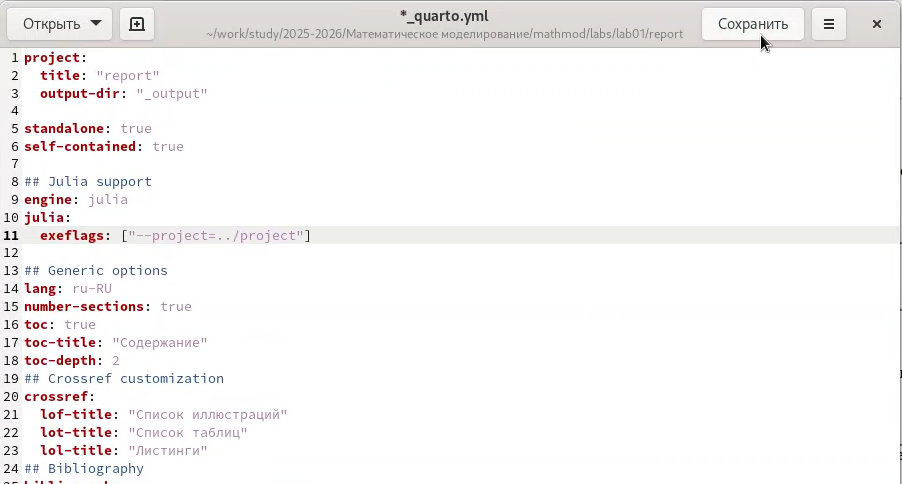 Открыть
*_quarto.yml
~/work/study/2025-2026/Математическое моделирование/mathmod/labs/lab01/report
Сохранить
1 project:
2   title: "report"
3   output-dir: "_output"
4
5 standalone: true
6 self-contained: true
7
8 ## Julia support
9 engine: julia
10 julia:
11   exeflags: ["--project=../project"]
12
13 ## Generic options
14 lang: ru-RU
15 number-sections: true
16 toc: true
17 toc-title: "Содержание"
18 toc-depth: 2
19 ## Crossref customization
20 crossref:
21   lof-title: "Список иллюстраций"
22   lot-title: "Список таблиц"
23   lol-title: "Листинги"
24 ## Bibliography